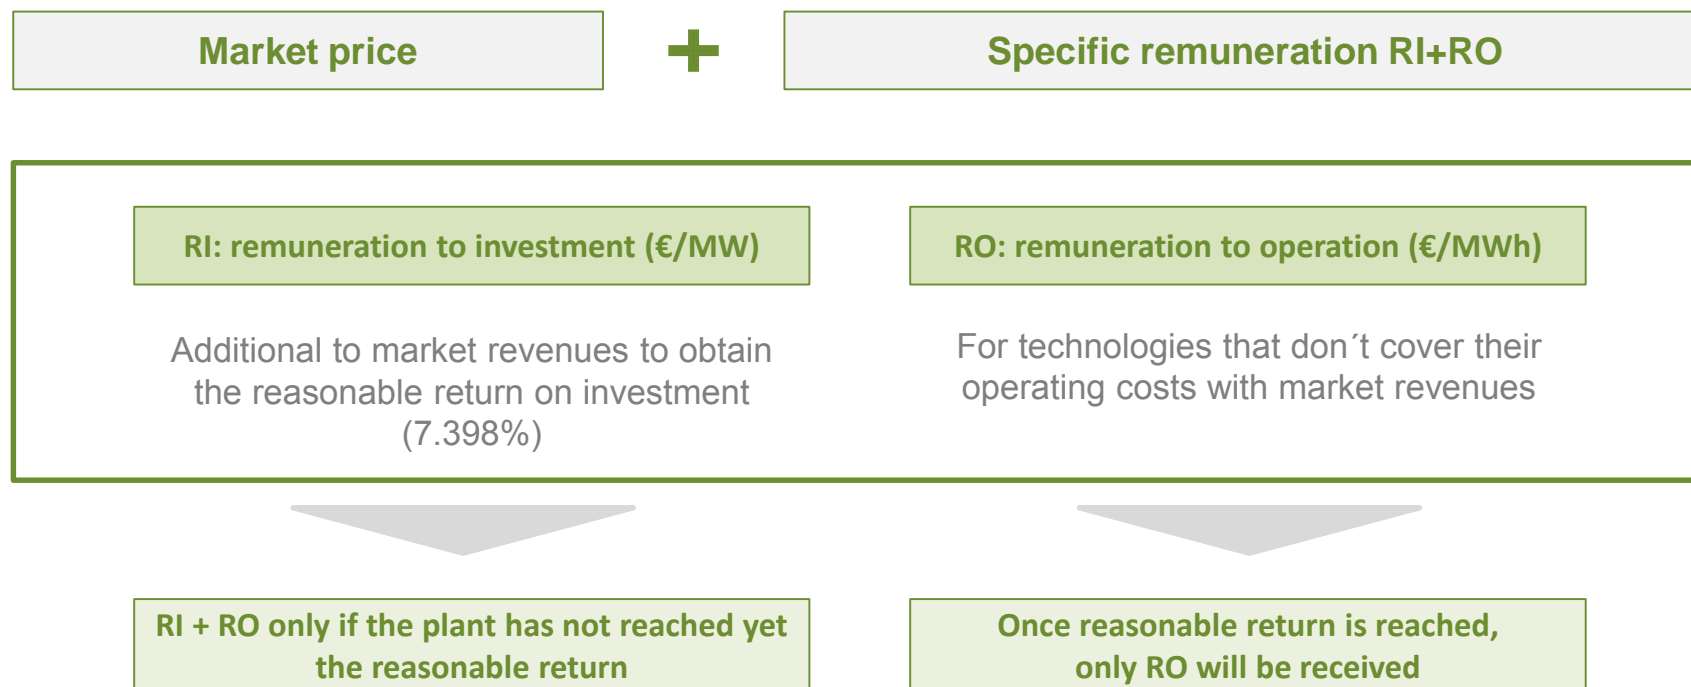 Market price
+
Specific remuneration RI+RO
RI: remuneration to investment (€/MW)
RO: remuneration to operation (€/MWh)
Additional to market revenues to obtain
the reasonable return on investment
(7.398%)
For technologies that don´t cover their
operating costs with market revenues
RI + RO only if the plant has not reached yet
the reasonable return
Once reasonable return is reached,
only RO will be received